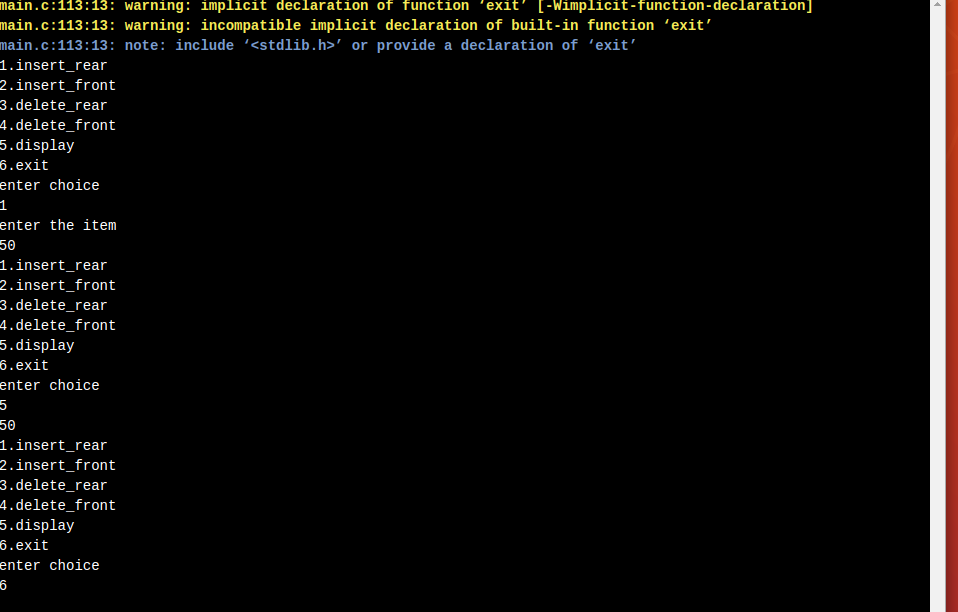 main.c:113:13: warning: implicit declaration of function ‘exit’ [-Wimplicit-function-declaration]
main.c:113:13: warning: incompatible implicit declaration of built-in function ‘exit’
main.c:113:13: note: include ‘<stdlib.h>’ or provide a declaration of ‘exit’
1.insert_rear
2.insert_front
3.delete_rear
4.delete_front
5.display
6.exit
enter choice
1
enter the item
50
1.insert_rear
2.insert_front
3.delete_rear
4.delete_front
5.display
6.exit
enter choice
5
50
1.insert_rear
2.insert_front
3.delete_rear
4.delete_front
5.display
6.exit
enter choice
6